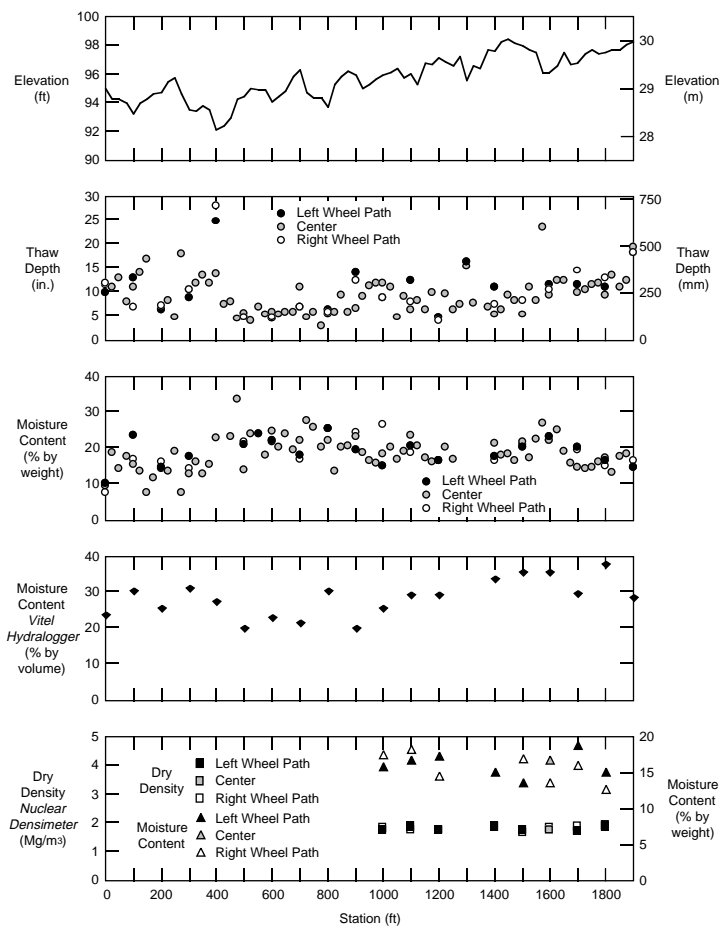 100
98
96
94
92
90
Elevation
(ft)
30
29
28
Elevation
(m)
30
25
20
15
10
5
0
Thaw
Depth
(in.)
Left Wheel Path
Center
Right Wheel Path
750
500
250
0
Thaw
Depth
(mm)
40
30
20
10
0
Moisture
Content
(% by
weight)
Left Wheel Path
Center
Right Wheel Path
40
30
20
10
0
Moisture
Content
Vitel
Hydralogger
(% by
volume)
5
4
3
2
1
0
Dry
Density
Nuclear
Densimeter
(Mg/m3)
Dry
Density
Left Wheel Path
Center
Right Wheel Path
Moisture
Content
Left Wheel Path
Center
Right Wheel Path
20
15
10
5
0
Moisture
Content
(% by
weight)
0 200 400 600 800 1000 1200 1400 1600 1800
Station (ft)